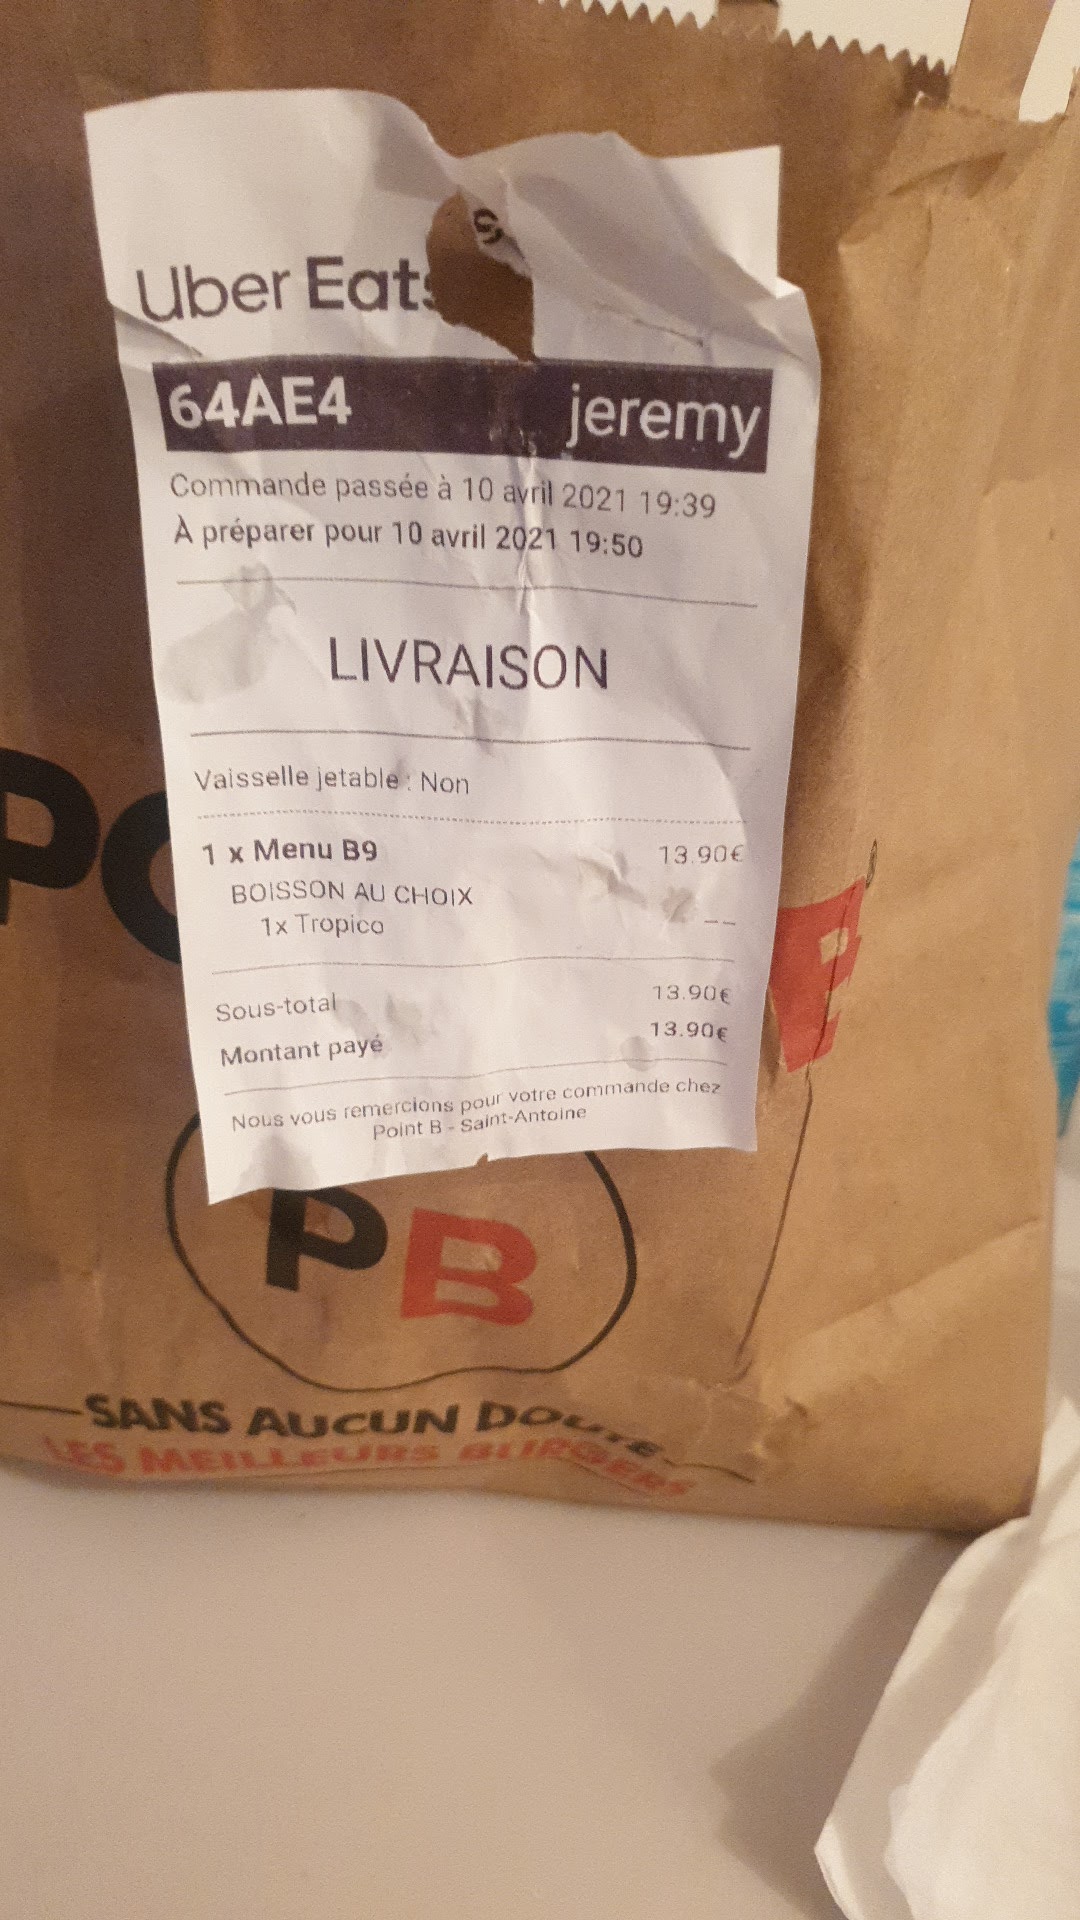 Uber Eats
64AE4 jeremy
Commande passée à 10 avril 2021 19:39
À préparer pour 10 avril 2021 19:50
LIVRAISON
Vaisselle jetable : Non
1 x Menu B9 13.90€
BOISSON AU CHOIX
1x Tropico --
Sous-total 13.90€
Montant payé 13.90€
Nous vous remercions pour votre commande chez
Point B - Saint-Antoine
PO
B
PB
SANS AUCUN DOUTE
LES MEILLEURS BURGERS